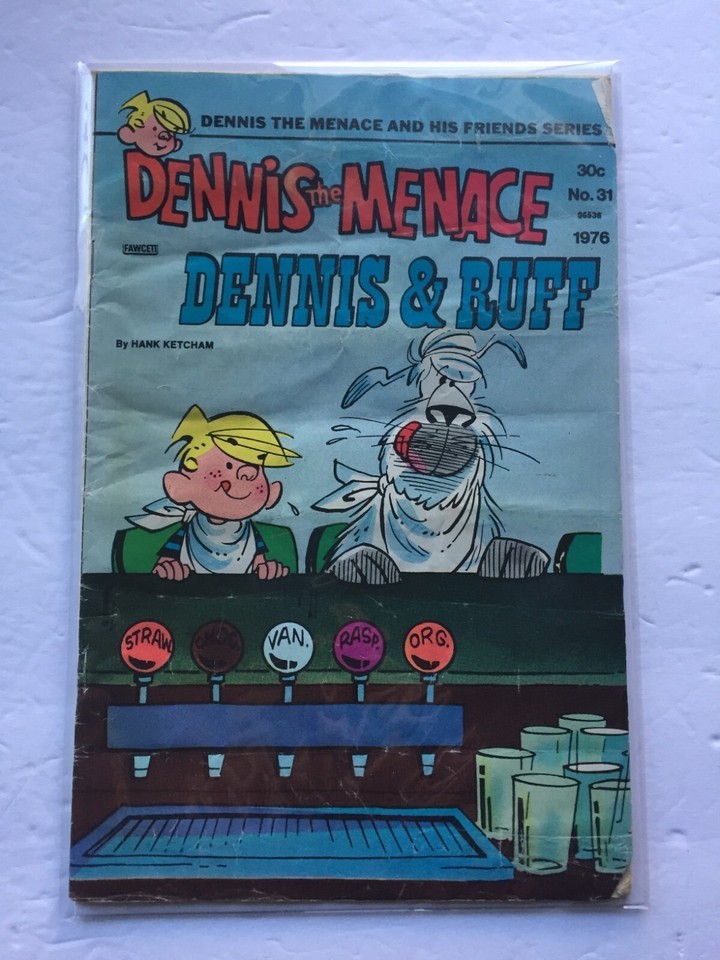 DENNIS THE MENACE AND HIS FRIENDS SERIES
DENNIS the MENACE
30c
No. 31
06538
1976
FAWCETT
DENNIS & RUFF
By HANK KETCHAM
STRAW.
VAN.
RASP.
ORG.